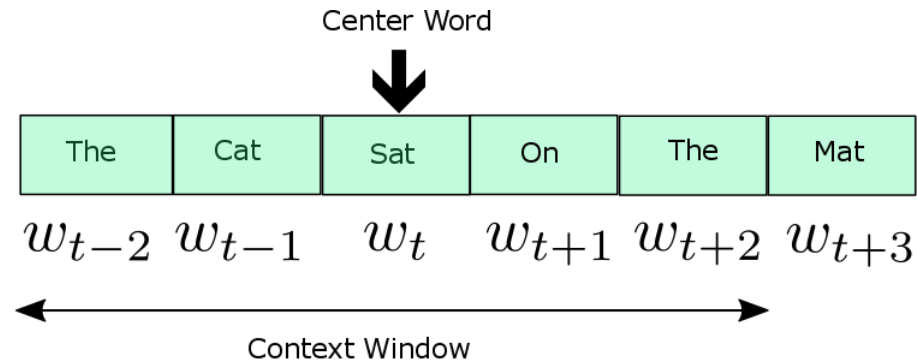 Center Word
The Cat Sat On The Mat
w_{t-2} w_{t-1} w_t w_{t+1} w_{t+2} w_{t+3}
Context Window